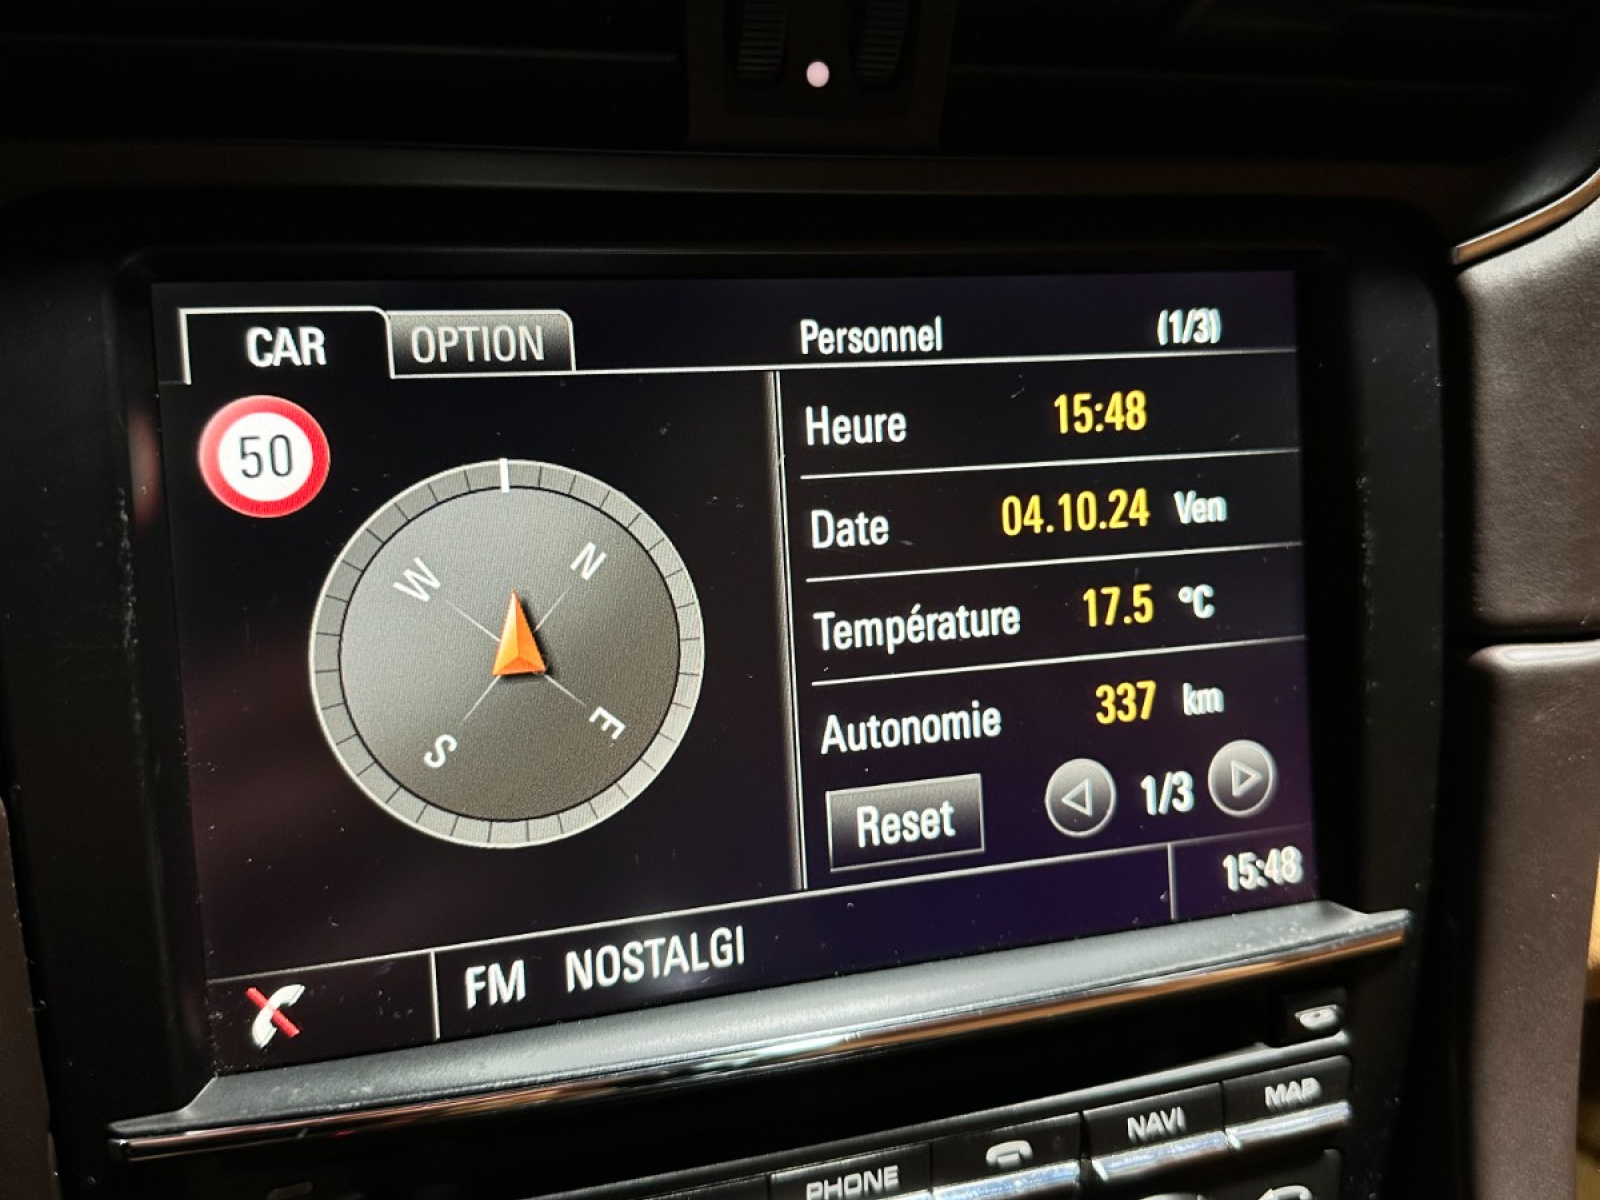 CAR OPTION Personnel (1/3)
50
W N
S E
Heure 15:48
Date 04.10.24 Ven
Température 17.5 °C
Autonomie 337 km
Reset 1/3
15:48
FM NOSTALGI
PHONE NAVI MAP